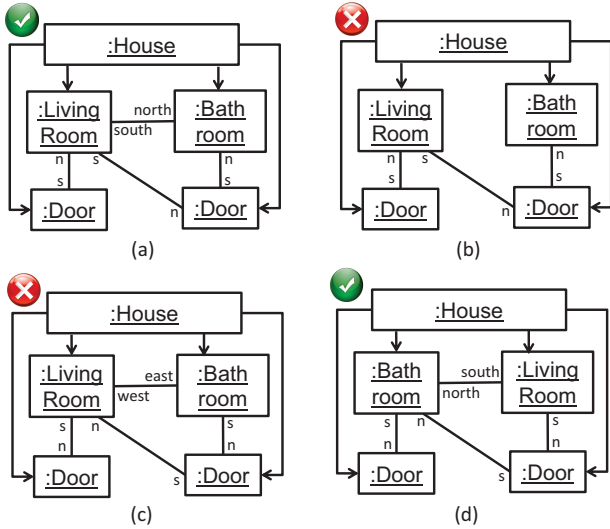 :House
:Living
Room
north
south
:Bath
room
n
s
n
s
s
n
:Door
:Door
(a)
:House
:Living
Room
:Bath
room
n
s
n
s
s
n
:Door
:Door
(b)
:House
:Living
Room
east
west
:Bath
room
s
n
s
n
n
s
:Door
:Door
(c)
:House
:Bath
room
south
north
:Living
Room
s
n
s
n
n
s
:Door
:Door
(d)